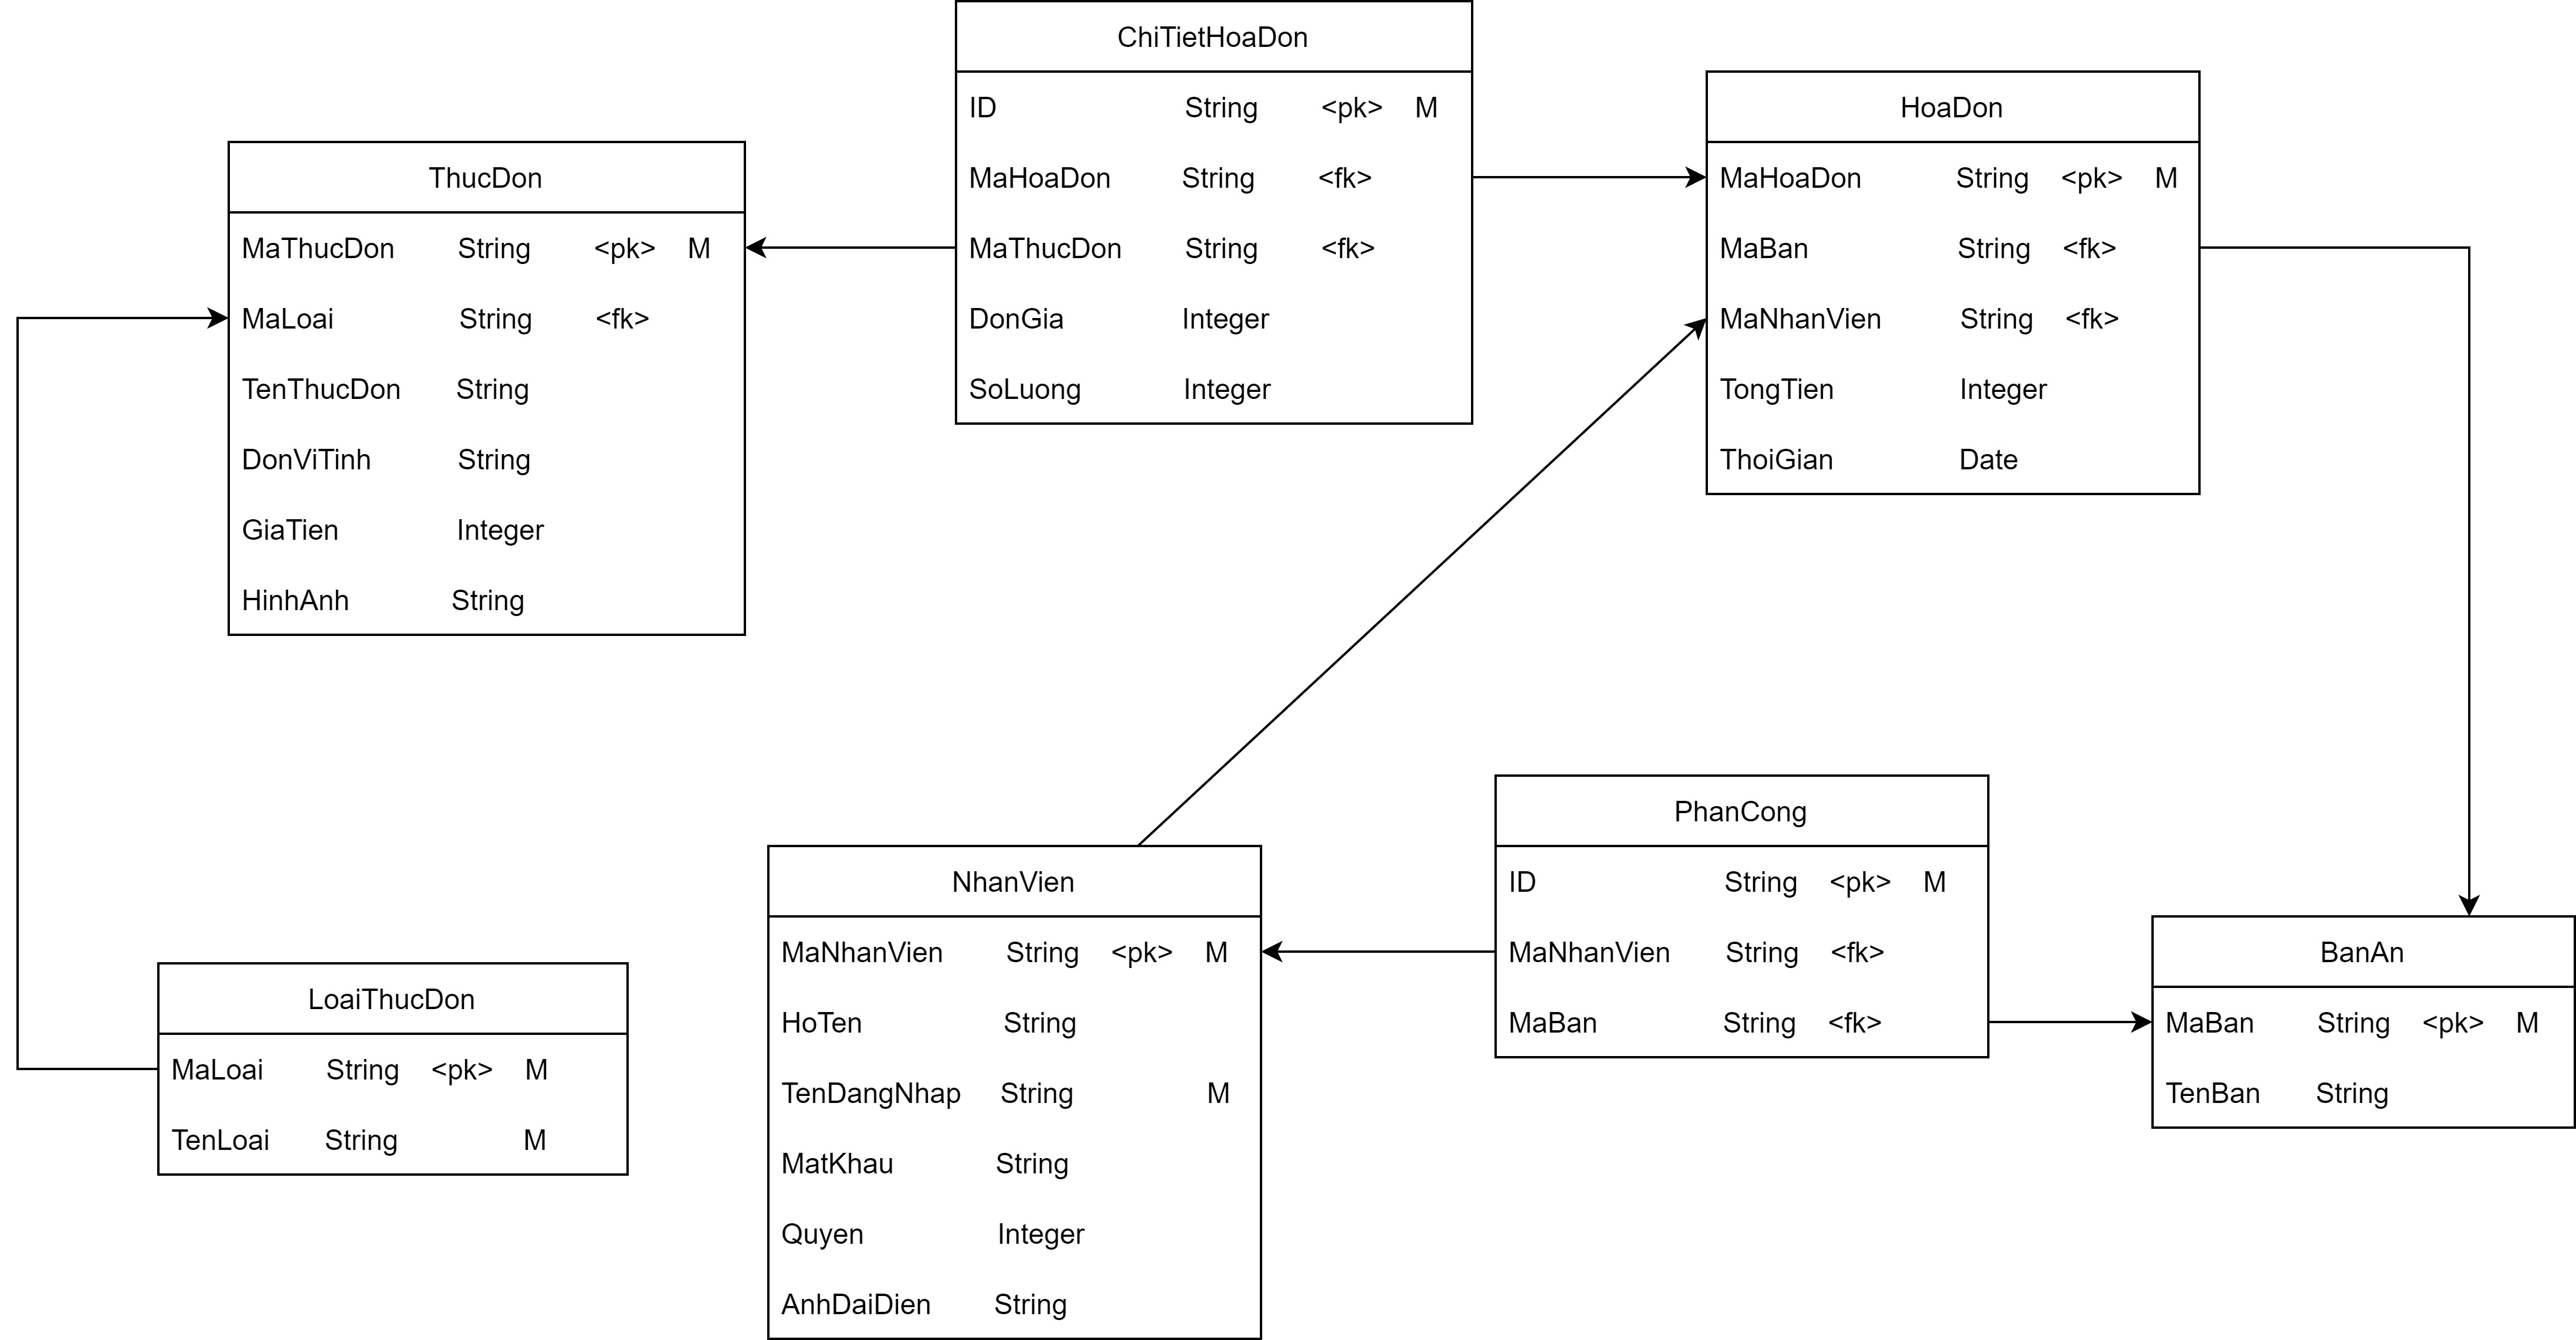 ChiTietHoaDon
ID String <pk> M
MaHoaDon String <fk>
MaThucDon String <fk>
DonGia Integer
SoLuong Integer
HoaDon
MaHoaDon String <pk> M
MaBan String <fk>
MaNhanVien String <fk>
TongTien Integer
ThoiGian Date
ThucDon
MaThucDon String <pk> M
MaLoai String <fk>
TenThucDon String
DonViTinh String
GiaTien Integer
HinhAnh String
PhanCong
ID String <pk> M
MaNhanVien String <fk>
MaBan String <fk>
NhanVien
MaNhanVien String <pk> M
HoTen String
TenDangNhap String M
MatKhau String
Quyen Integer
AnhDaiDien String
BanAn
MaBan String <pk> M
TenBan String
LoaiThucDon
MaLoai String <pk> M
TenLoai String M